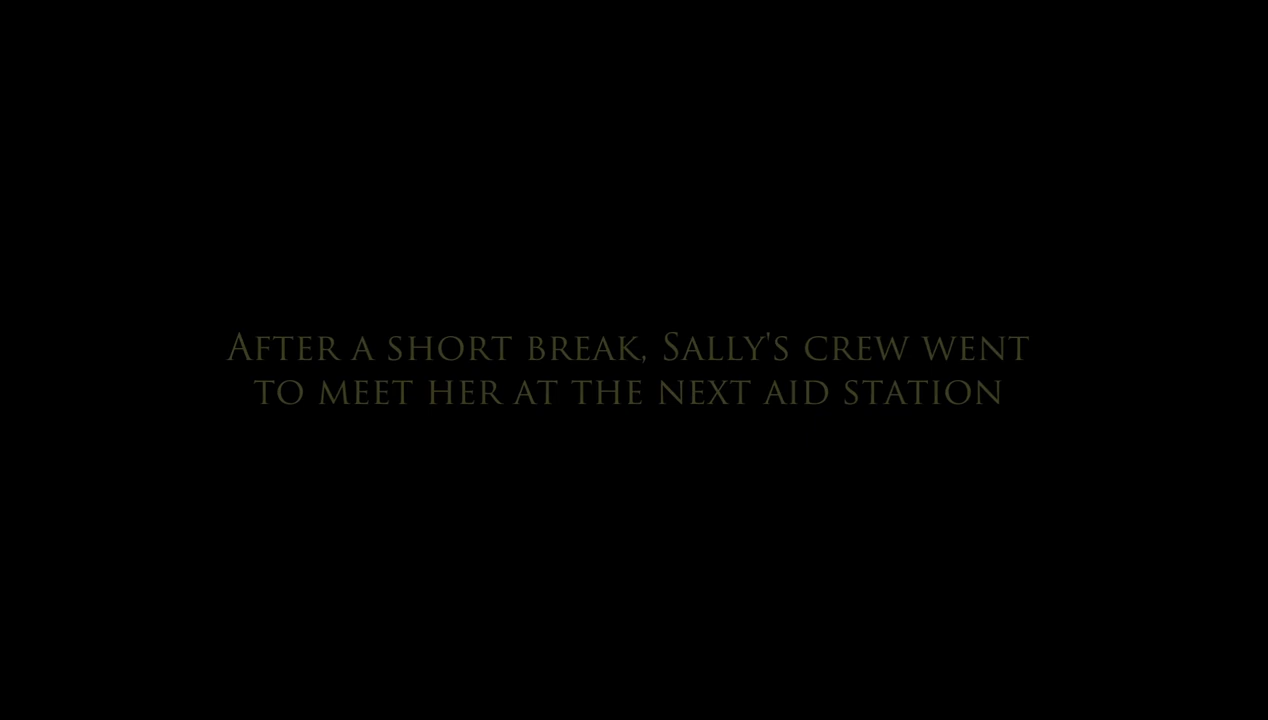 After a short break, Sally's crew went
to meet her at the next aid station